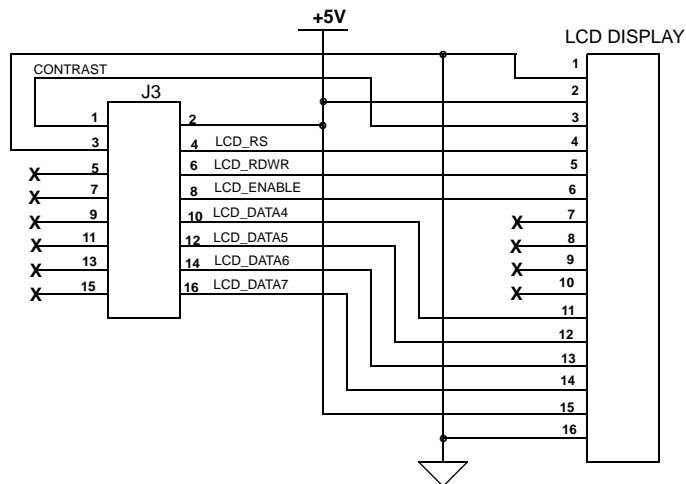 +5V
LCD DISPLAY
CONTRAST
J3
1
3
5
7
9
11
13
15
2
4 LCD_RS
6 LCD_RDWR
8 LCD_ENABLE
10 LCD_DATA4
12 LCD_DATA5
14 LCD_DATA6
16 LCD_DATA7
X
X
X
X
X
X
1
2
3
4
5
6
X 7
X 8
X 9
X 10
11
12
13
14
15
16